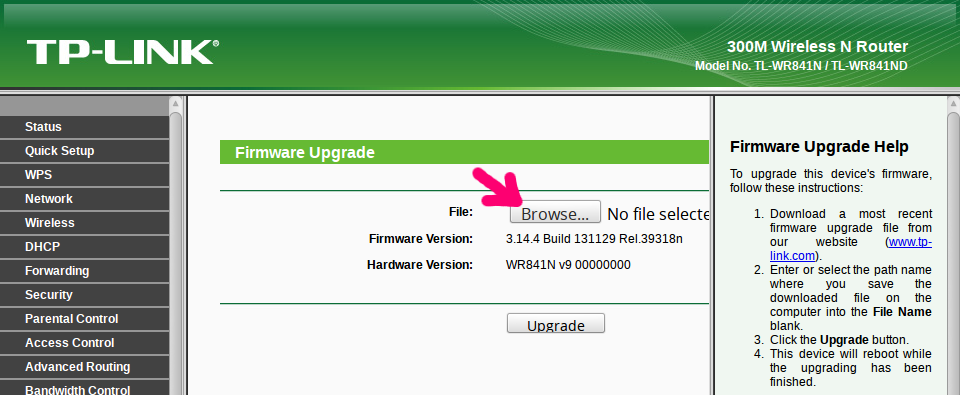 TP-LINK®
300M Wireless N Router
Model No. TL-WR841N / TL-WR841ND
Status
Quick Setup
WPS
Network
Wireless
DHCP
Forwarding
Security
Parental Control
Access Control
Advanced Routing
Bandwidth Control
Firmware Upgrade
File: Browse... No file selecte
Firmware Version: 3.14.4 Build 131129 Rel.39318n
Hardware Version: WR841N v9 00000000
Upgrade
Firmware Upgrade Help
To upgrade this device's firmware,
follow these instructions:
1. Download a most recent
firmware upgrade file from
our website (www.tp-
link.com).
2. Enter or select the path name
where you save the
downloaded file on the
computer into the File Name
blank.
3. Click the Upgrade button.
4. This device will reboot while
the upgrading has been
finished.